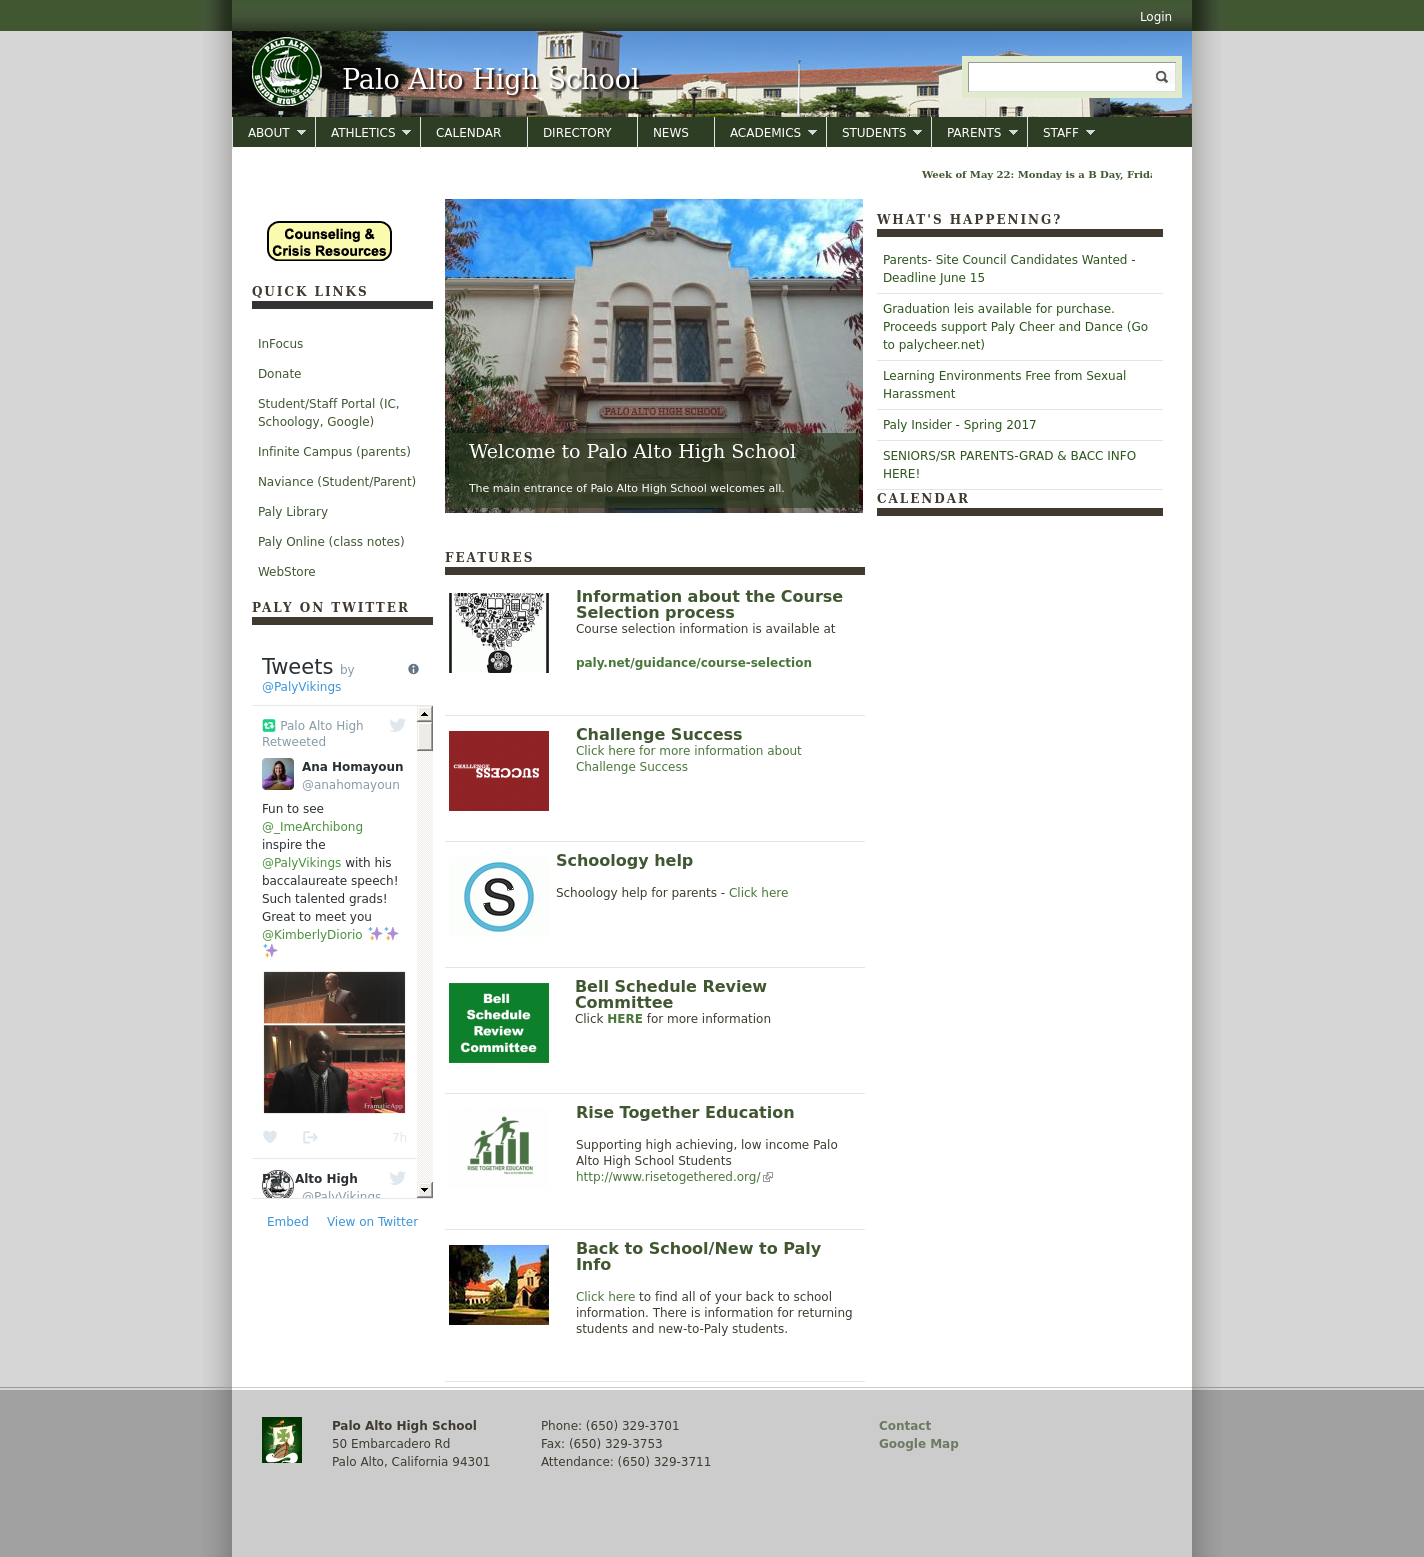 Login
PALO ALTO
Vikings
SENIOR HIGH SCHOOL
Palo Alto High School
ABOUT
ATHLETICS
CALENDAR
DIRECTORY
NEWS
ACADEMICS
STUDENTS
PARENTS
STAFF
Week of May 22: Monday is a B Day, Frida
Counseling &
Crisis Resources
QUICK LINKS
InFocus
Donate
Student/Staff Portal (IC,
Schoology, Google)
Infinite Campus (parents)
Naviance (Student/Parent)
Paly Library
Paly Online (class notes)
WebStore
PALY ON TWITTER
Tweets by
@PalyVikings
Palo Alto High
Retweeted
Ana Homayoun
@anahomayoun
Fun to see
@_ImeArchibong
inspire the
@PalyVikings with his
baccalaureate speech!
Such talented grads!
Great to meet you
@KimberlyDiorio
FramaticApp
7h
Palo Alto High
@PalyVikings
Embed
View on Twitter
PALO ALTO HIGH SCHOOL
Welcome to Palo Alto High School
The main entrance of Palo Alto High School welcomes all.
FEATURES
Information about the Course
Selection process
Course selection information is available at
paly.net/guidance/course-selection
CHALLENGE
SUCCESS
Challenge Success
Click here for more information about
Challenge Success
S
Schoology help
Schoology help for parents - Click here
Bell
Schedule
Review
Committee
Bell Schedule Review
Committee
Click HERE for more information
RISE TOGETHER EDUCATION
Rise Together Education
Supporting high achieving, low income Palo
Alto High School Students
http://www.risetogethered.org/
Back to School/New to Paly
Info
Click here to find all of your back to school
information. There is information for returning
students and new-to-Paly students.
WHAT'S HAPPENING?
Parents- Site Council Candidates Wanted -
Deadline June 15
Graduation leis available for purchase.
Proceeds support Paly Cheer and Dance (Go
to palycheer.net)
Learning Environments Free from Sexual
Harassment
Paly Insider - Spring 2017
SENIORS/SR PARENTS-GRAD & BACC INFO
HERE!
CALENDAR
Palo Alto High School
50 Embarcadero Rd
Palo Alto, California 94301
Phone: (650) 329-3701
Fax: (650) 329-3753
Attendance: (650) 329-3711
Contact
Google Map